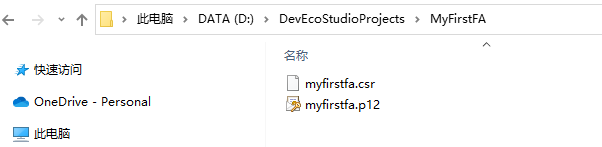 此电脑 > DATA (D:) > DevEcoStudioProjects > MyFirstFA
名称
快速访问
myfirstfa.csr
OneDrive - Personal
myfirstfa.p12
此电脑